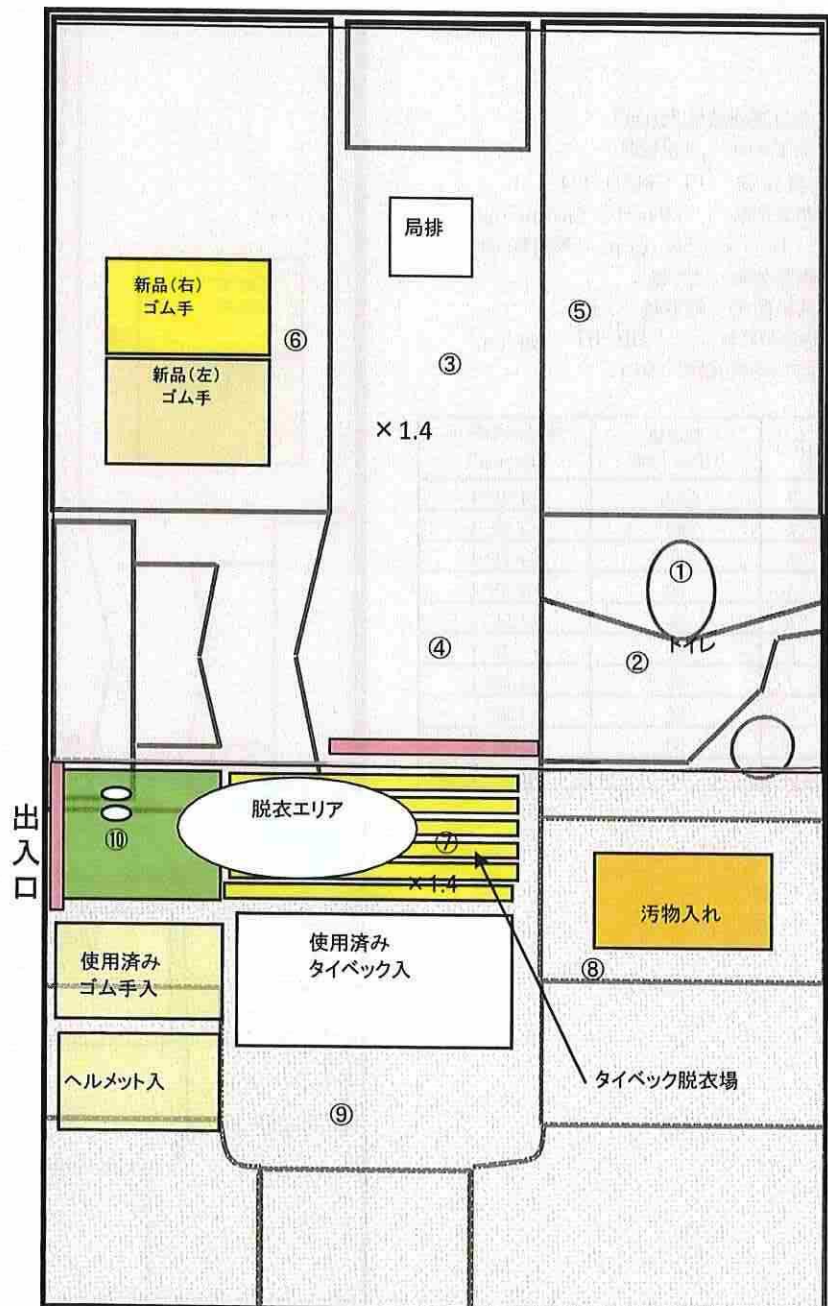 局排
新品(右)
ゴム手
⑥
⑤
新品(左)
ゴム手
③
×1.4
①
④
②
トイレ
出入口
脱衣エリア
⑩
⑦
×1.4
汚物入れ
使用済み
ゴム手入
使用済み
タイベック入
⑧
ヘルメット入
タイベック脱衣場
⑨